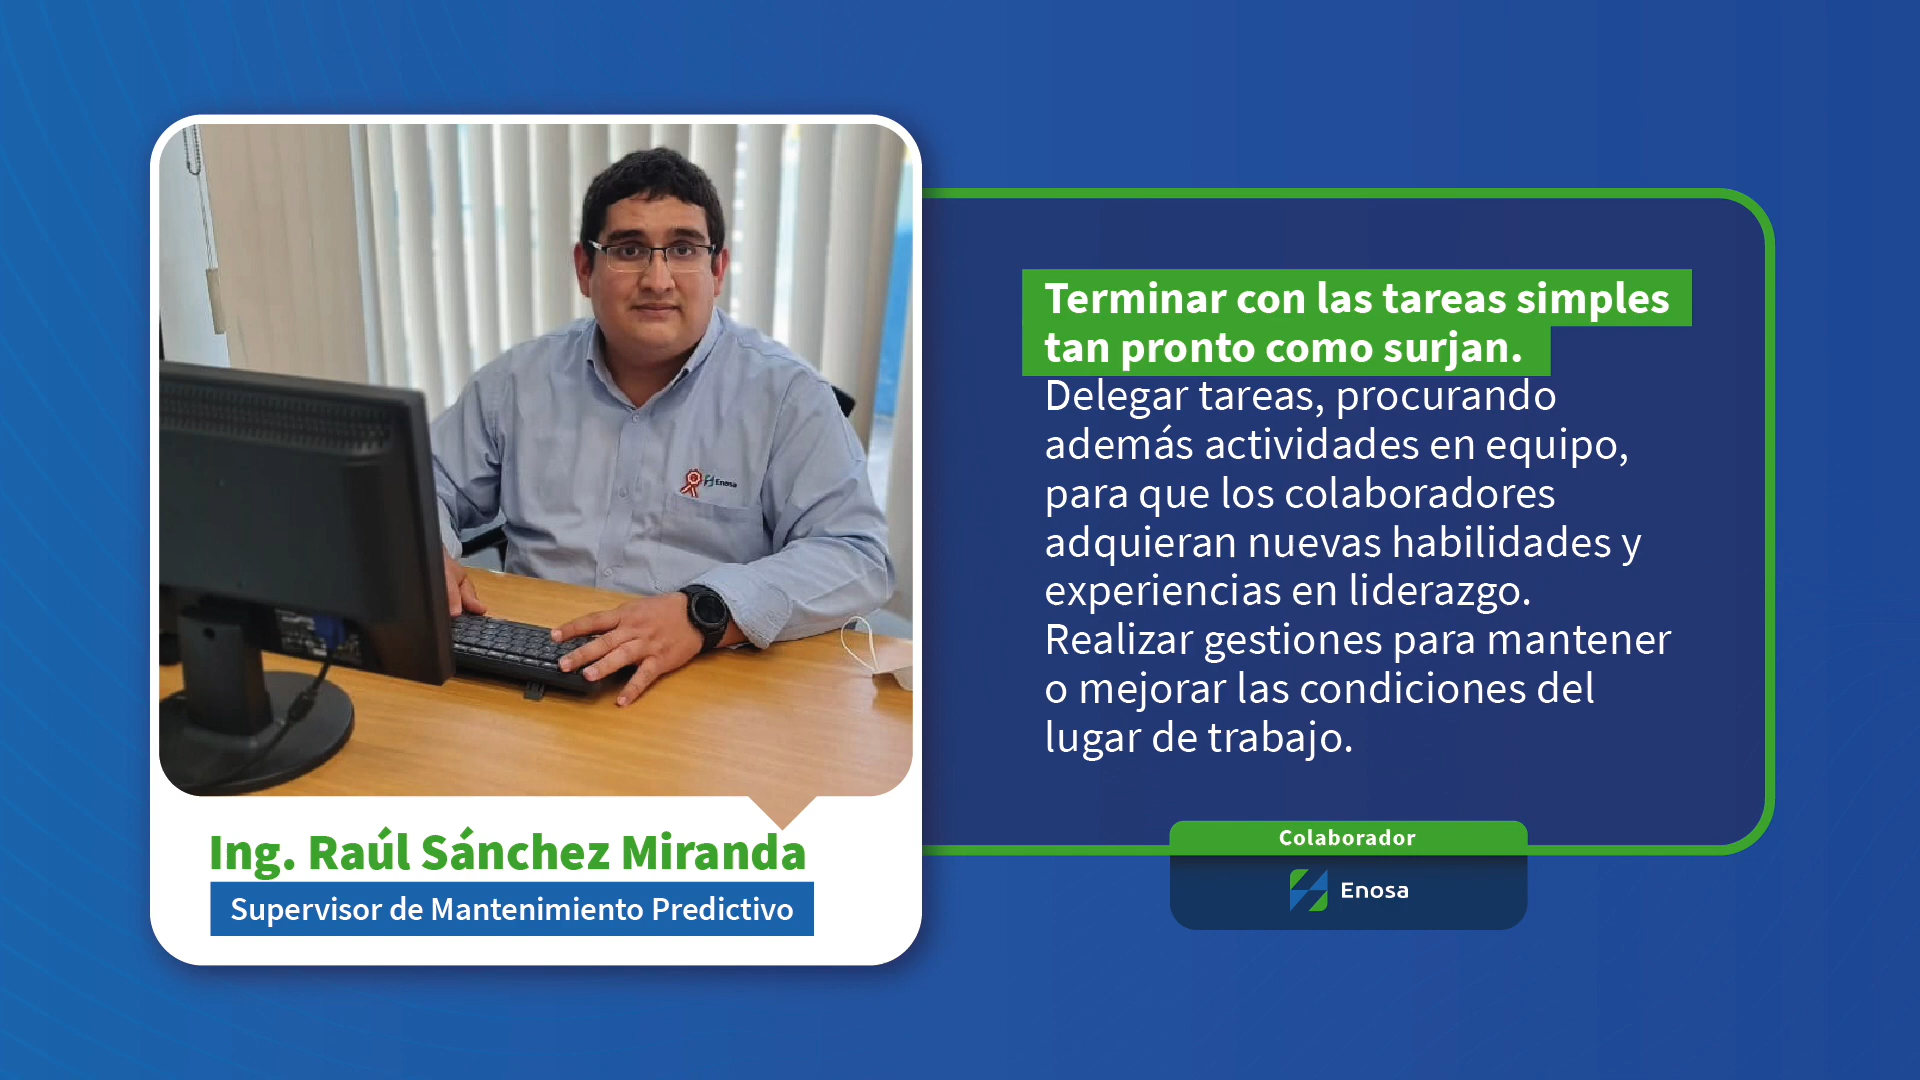 Enosa
Ing. Raúl Sánchez Miranda
Supervisor de Mantenimiento Predictivo
Terminar con las tareas simples
tan pronto como surjan.
Delegar tareas, procurando
además actividades en equipo,
para que los colaboradores
adquieran nuevas habilidades y
experiencias en liderazgo.
Realizar gestiones para mantener
o mejorar las condiciones del
lugar de trabajo.
Colaborador
Enosa